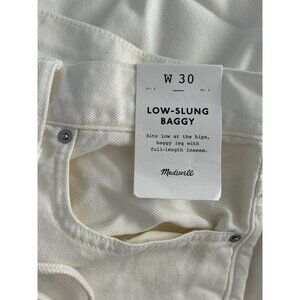 W 30
LOW-SLUNG
BAGGY
Sits low at the hips,
baggy leg with
full-length inseam.
Madewell